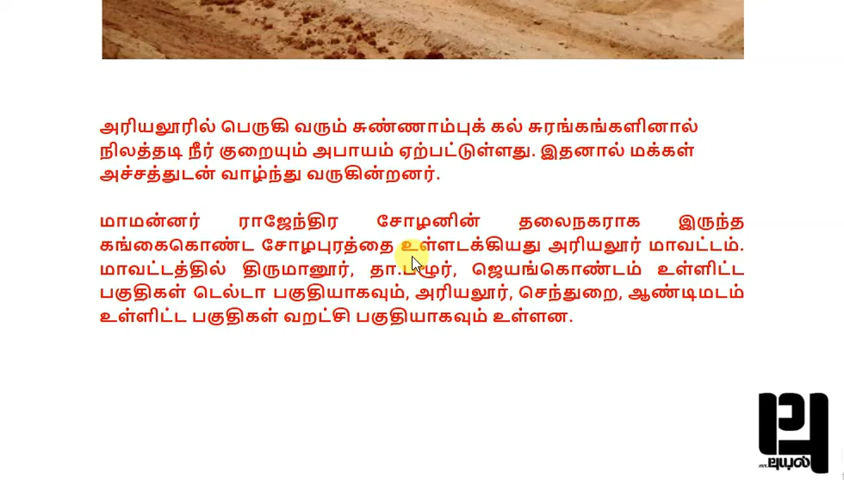 அரியலூரில் பெருகி வரும் சுண்ணாம்புக் கல் சுரங்கங்களினால்
நிலத்தடி நீர் குறையும் அபாயம் ஏற்பட்டுள்ளது. இதனால் மக்கள்
அச்சத்துடன் வாழ்ந்து வருகின்றனர்.
மாமன்னர் ராஜேந்திர சோழனின் தலைநகராக இருந்த
கங்கைகொண்ட சோழபுரத்தை உள்ளடக்கியது அரியலூர் மாவட்டம்.
மாவட்டத்தில் திருமானூர், தா.பழூர், ஜெயங்கொண்டம் உள்ளிட்ட
பகுதிகள் டெல்டா பகுதியாகவும், அரியலூர், செந்துறை, ஆண்டிமடம்
உள்ளிட்ட பகுதிகள் வறட்சி பகுதியாகவும் உள்ளன.